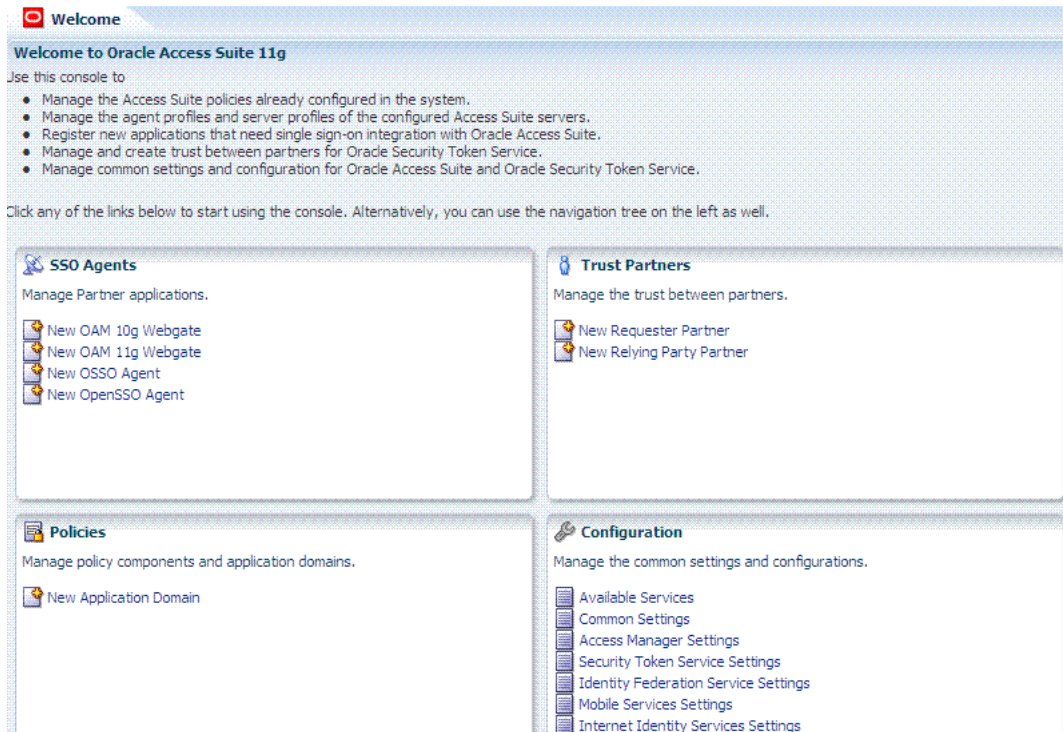 Welcome
Welcome to Oracle Access Suite 11g
Use this console to
● Manage the Access Suite policies already configured in the system.
● Manage the agent profiles and server profiles of the configured Access Suite servers.
● Register new applications that need single sign-on integration with Oracle Access Suite.
● Manage and create trust between partners for Oracle Security Token Service.
● Manage common settings and configuration for Oracle Access Suite and Oracle Security Token Service.
Click any of the links below to start using the console. Alternatively, you can use the navigation tree on the left as well.
SSO Agents
Manage Partner applications.
New OAM 10g Webgate
New OAM 11g Webgate
New OSSO Agent
New OpenSSO Agent
Trust Partners
Manage the trust between partners.
New Requester Partner
New Relying Party Partner
Policies
Manage policy components and application domains.
New Application Domain
Configuration
Manage the common settings and configurations.
Available Services
Common Settings
Access Manager Settings
Security Token Service Settings
Identity Federation Service Settings
Mobile Services Settings
Internet Identity Services Settings